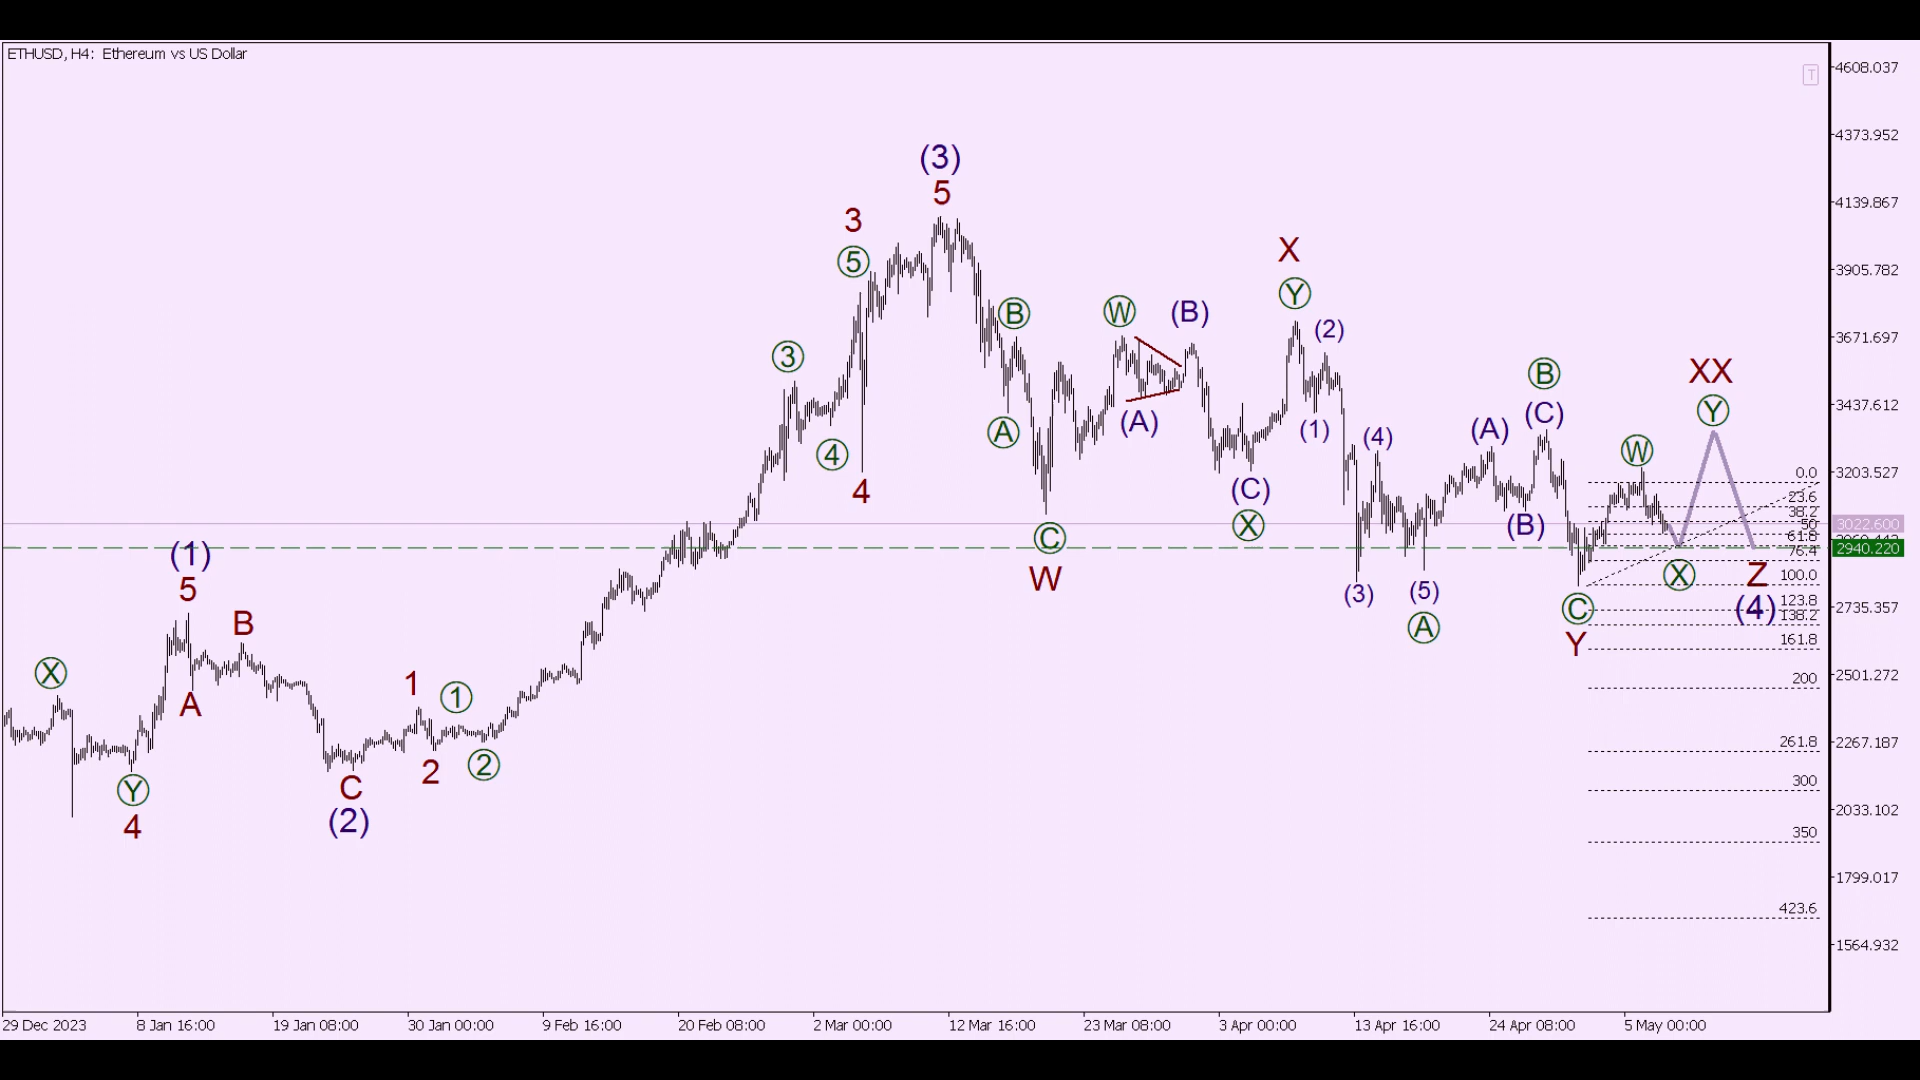 ETHUSD, H4: Ethereum vs US Dollar
T
4608.037
4373.952
(3)
5
4139.867
3
⑤
X
3905.782
Ⓨ
Ⓑ
Ⓦ
(B)
(2)
3671.697
③
XX
Ⓑ
Ⓨ
3437.612
(C)
(A)
(1)
(4)
(A)
Ⓐ
④
Ⓦ
3203.527
0.0
4
(C)
23.6
38.2
Ⓧ
(B)
50
3022.600
Ⓒ
61.8
2940.220
76.4
(1)
W
100.0
Ⓧ
Z
5
(3)
(5)
123.8
2735.357
Ⓒ
(4)
138.2
B
Ⓐ
161.8
Y
Ⓧ
2501.272
200
1
①
A
2267.187
261.8
2
②
300
C
Ⓨ
2033.102
(2)
4
350
1799.017
423.6
1564.932
29 Dec 2023
8 Jan 16:00
19 Jan 08:00
30 Jan 00:00
9 Feb 16:00
20 Feb 08:00
2 Mar 00:00
12 Mar 16:00
23 Mar 08:00
3 Apr 00:00
13 Apr 16:00
24 Apr 08:00
5 May 00:00